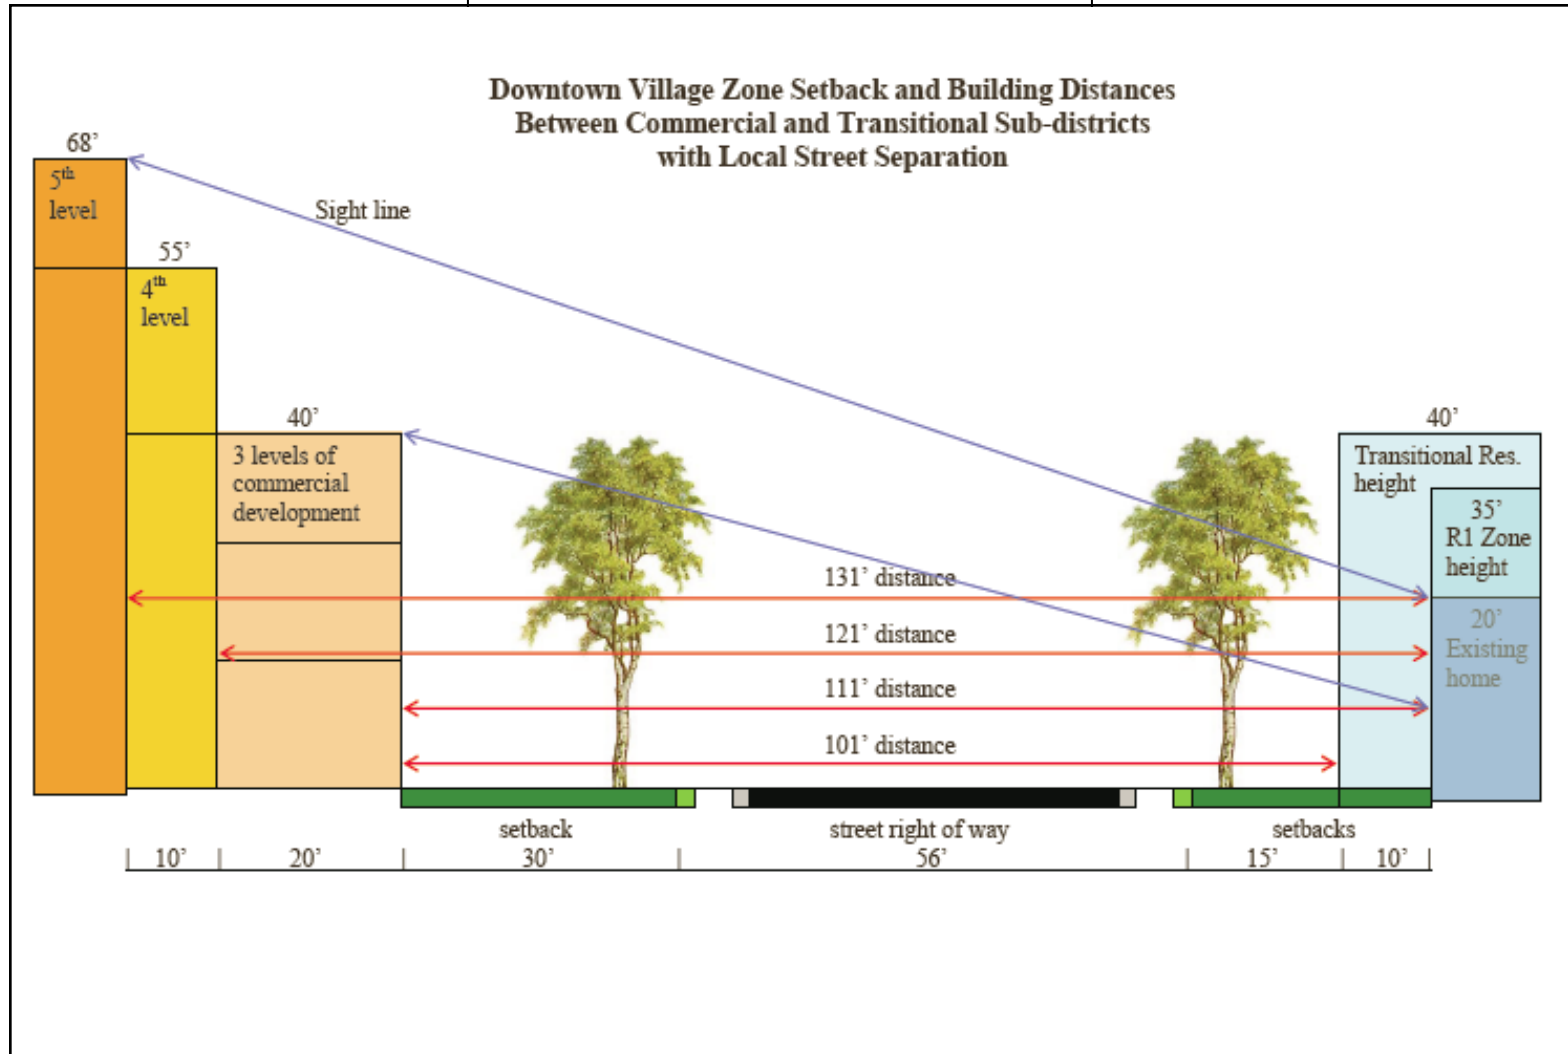 Downtown Village Zone Setback and Building Distances
Between Commercial and Transitional Sub-districts
with Local Street Separation
68’
5th
level
Sight line
55’
4th
level
40’
3 levels of
commercial
development
40’
Transitional Res.
height
35’
R1 Zone
height
20’
Existing
home
131’ distance
121’ distance
111’ distance
101’ distance
setback
street right of way
setbacks
10’
20’
30’
56’
15’
10’